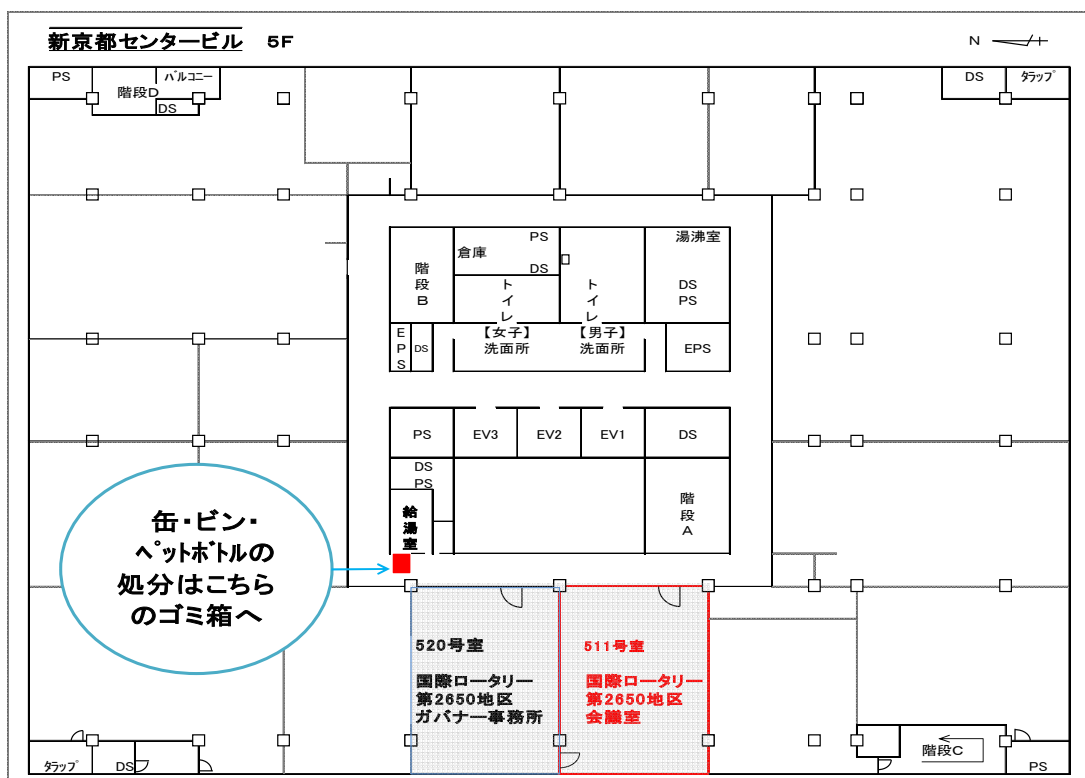 新京都センタービル 5F
N
PS
階段D
バルコニー
DS
DS
タラップ
倉庫
PS
DS
湯沸室
階段B
トイレ
トイレ
DS
PS
EPS
DS
【女子】
洗面所
【男子】
洗面所
EPS
PS
EV3
EV2
EV1
DS
DS
PS
給湯室
階段A
缶・ビン・
ペットボトルの
処分はこちら
のゴミ箱へ
520号室
国際ロータリー
第2650地区
ガバナー事務所
511号室
国際ロータリー
第2650地区
会議室
タラップ
DS
階段C
PS